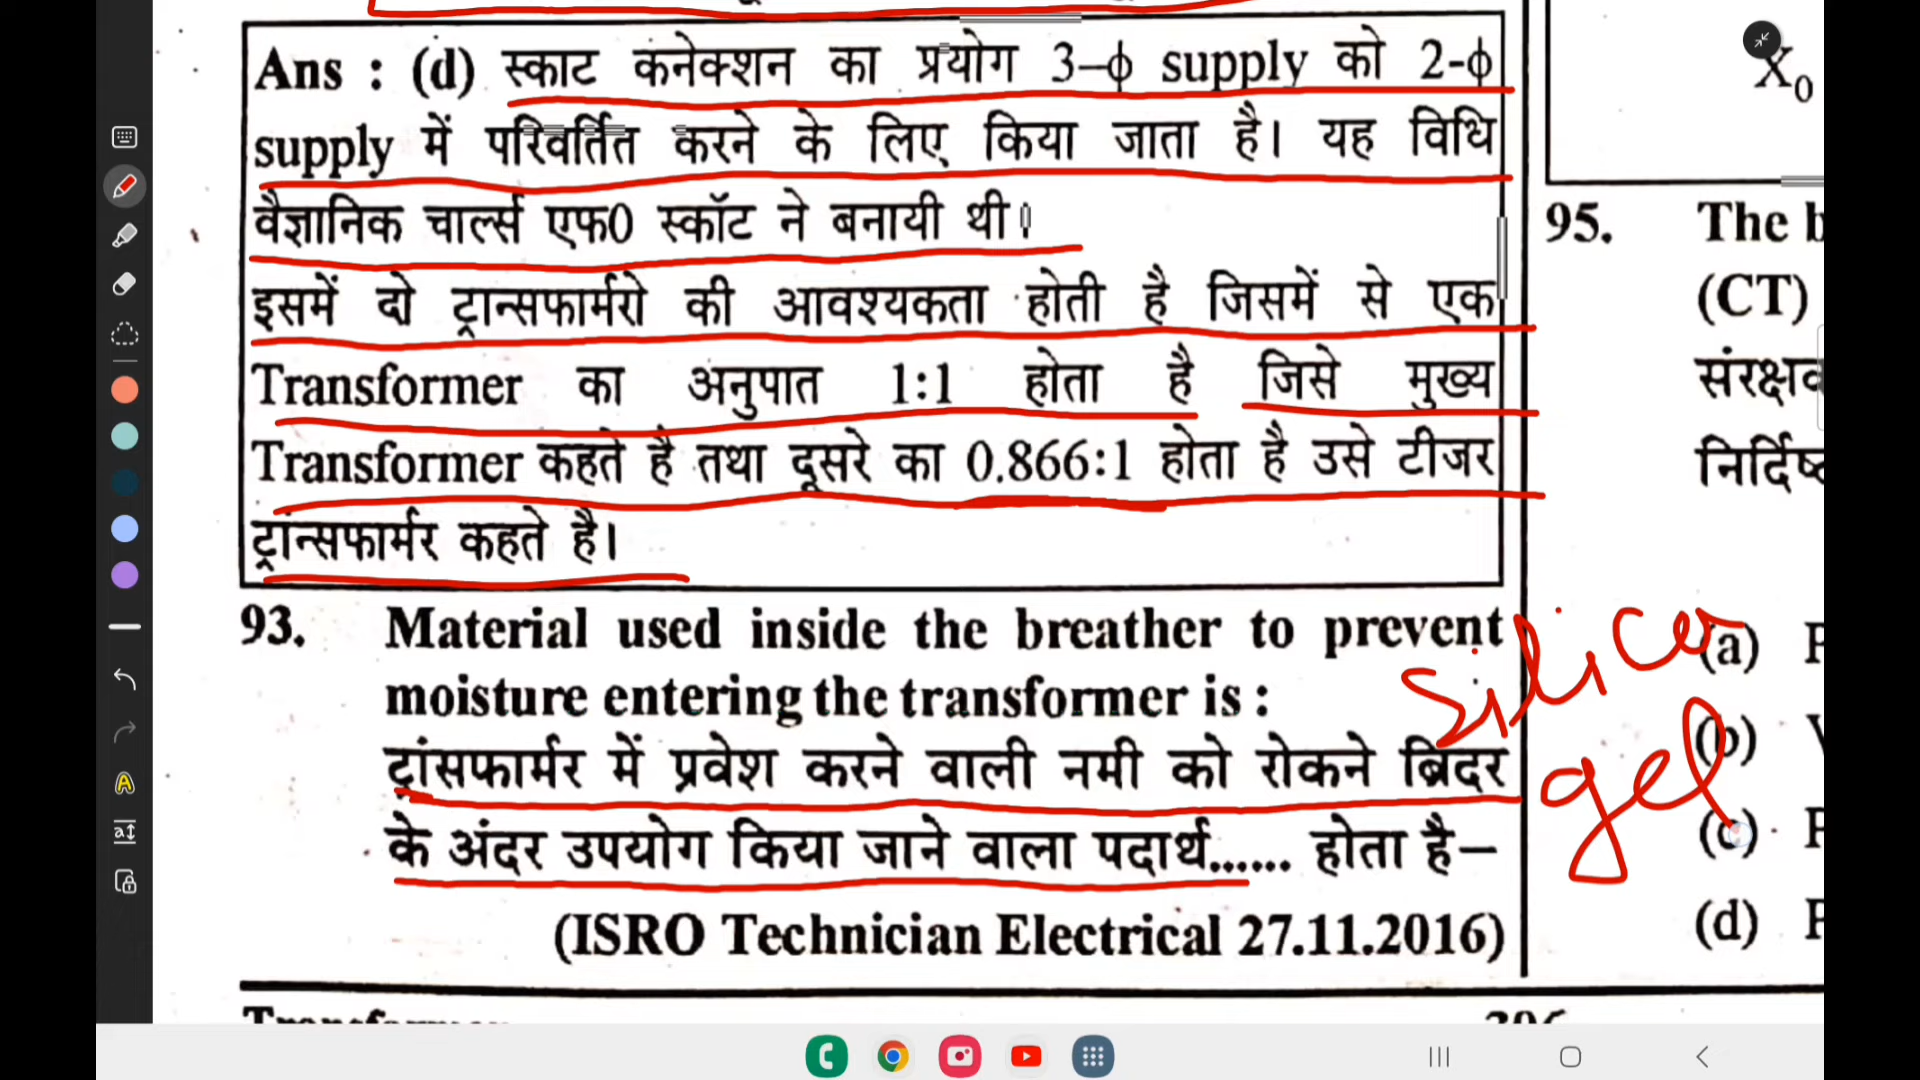 Ans : (d) स्काट कनेक्शन का प्रयोग 3–ϕ supply को 2-ϕ
supply में परिवर्तित करने के लिए किया जाता है। यह विधि
वैज्ञानिक चार्ल्स एफ0 स्कॉट ने बनायी थी।
इसमें दो ट्रान्सफार्मरो की आवश्यकता होती है जिसमें से एक
Transformer का अनुपात 1:1 होता है जिसे मुख्य
Transformer कहते है तथा दूसरे का 0.866:1 होता है उसे टीजर
ट्रान्सफार्मर कहते है।
93. Material used inside the breather to prevent
moisture entering the transformer is :
ट्रांसफार्मर में प्रवेश करने वाली नमी को रोकने ब्रिदर
के अंदर उपयोग किया जाने वाला पदार्थ...... होता है–
(ISRO Technician Electrical 27.11.2016)
silica
gel
X0
95. The
(CT)
(a)
(b)
(c)
(d)